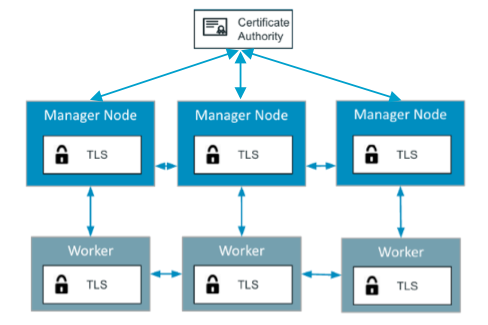 Certificate
Authority
Manager Node
Manager Node
Manager Node
TLS
TLS
TLS
Worker
Worker
Worker
TLS
TLS
TLS